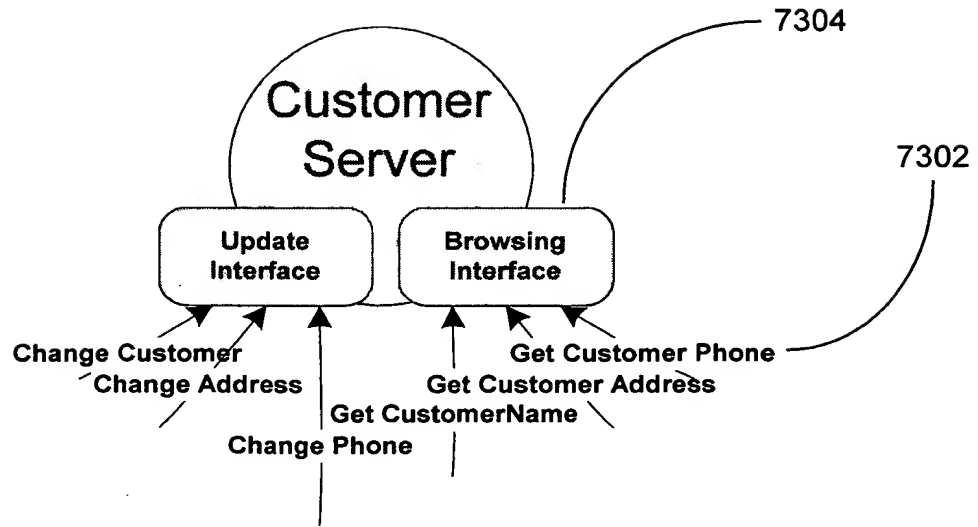 7304
Customer
Server
7302
Update
Interface
Browsing
Interface
Change Customer
Get Customer Phone
Change Address
Get Customer Address
Get CustomerName
Change Phone